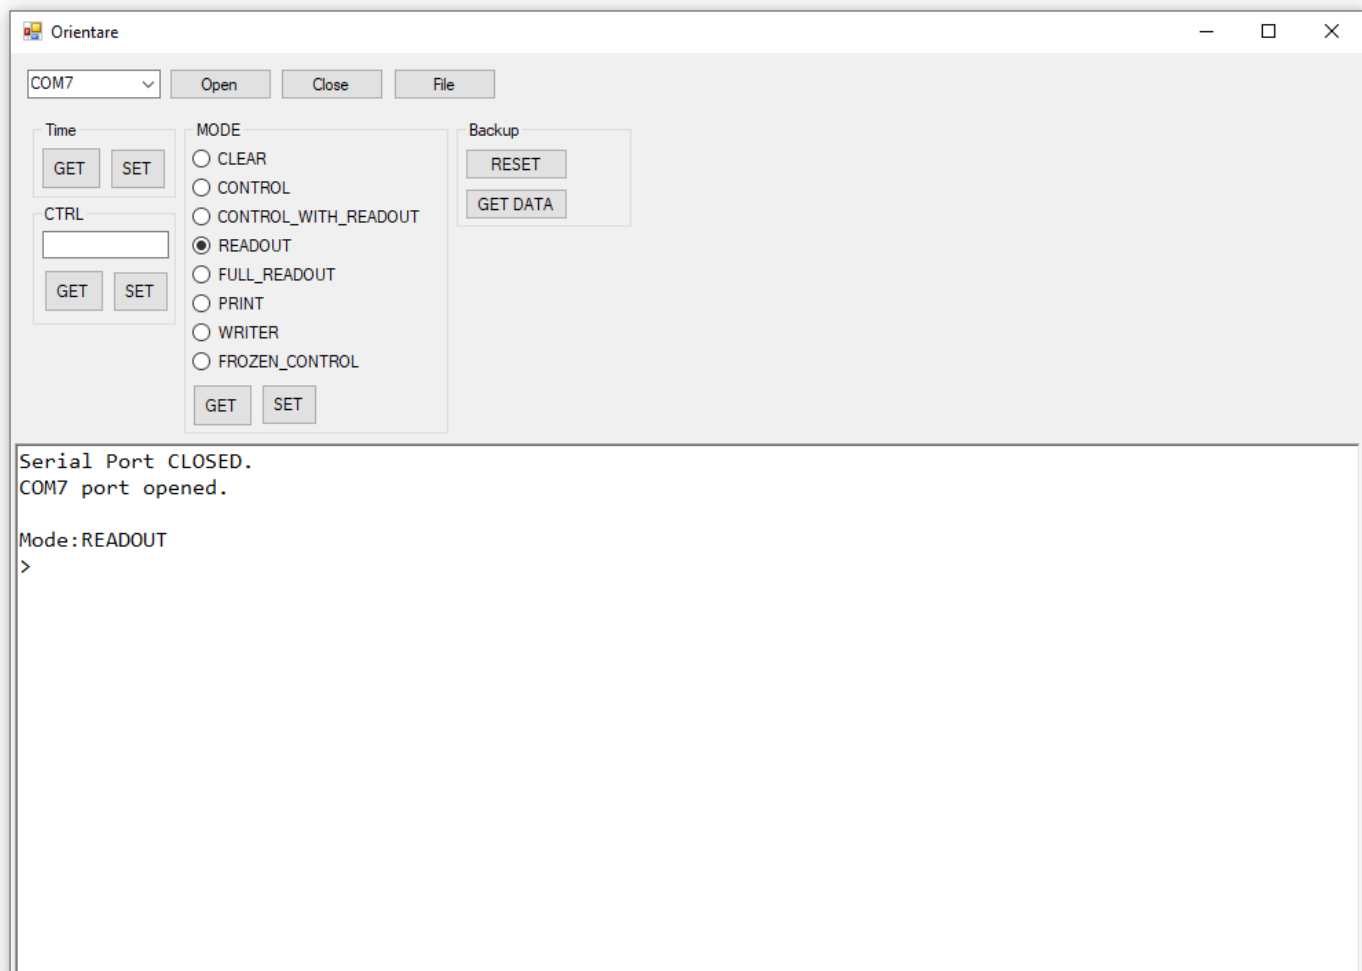 Orientare
COM7 Open Close File
Time
GET SET
CTRL
GET SET
MODE
CLEAR
CONTROL
CONTROL_WITH_READOUT
READOUT
FULL_READOUT
PRINT
WRITER
FROZEN_CONTROL
GET SET
Backup
RESET
GET DATA
Serial Port CLOSED.
COM7 port opened.
Mode:READOUT
>